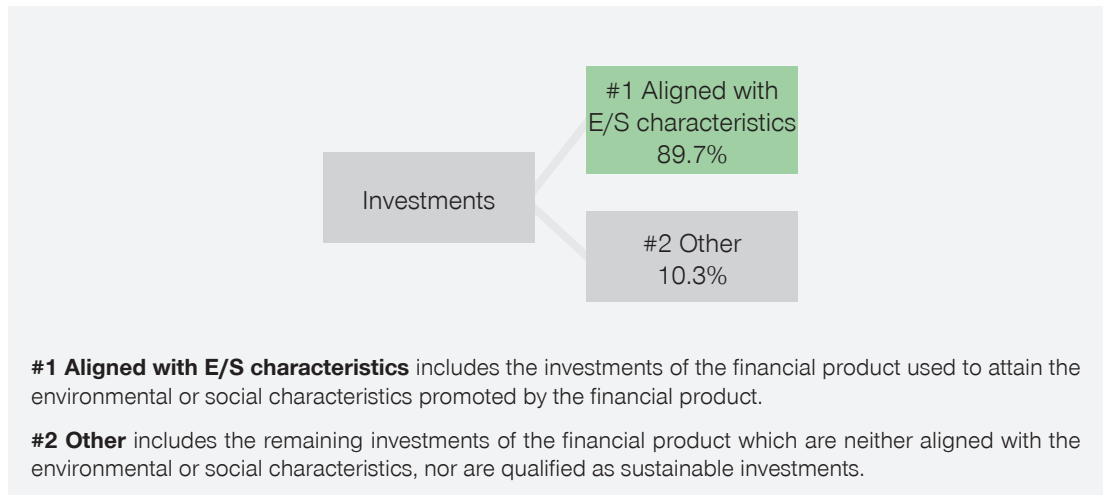 #1 Aligned with
E/S characteristics
89.7%
Investments
#2 Other
10.3%
#1 Aligned with E/S characteristics includes the investments of the financial product used to attain the
environmental or social characteristics promoted by the financial product.
#2 Other includes the remaining investments of the financial product which are neither aligned with the
environmental or social characteristics, nor are qualified as sustainable investments.